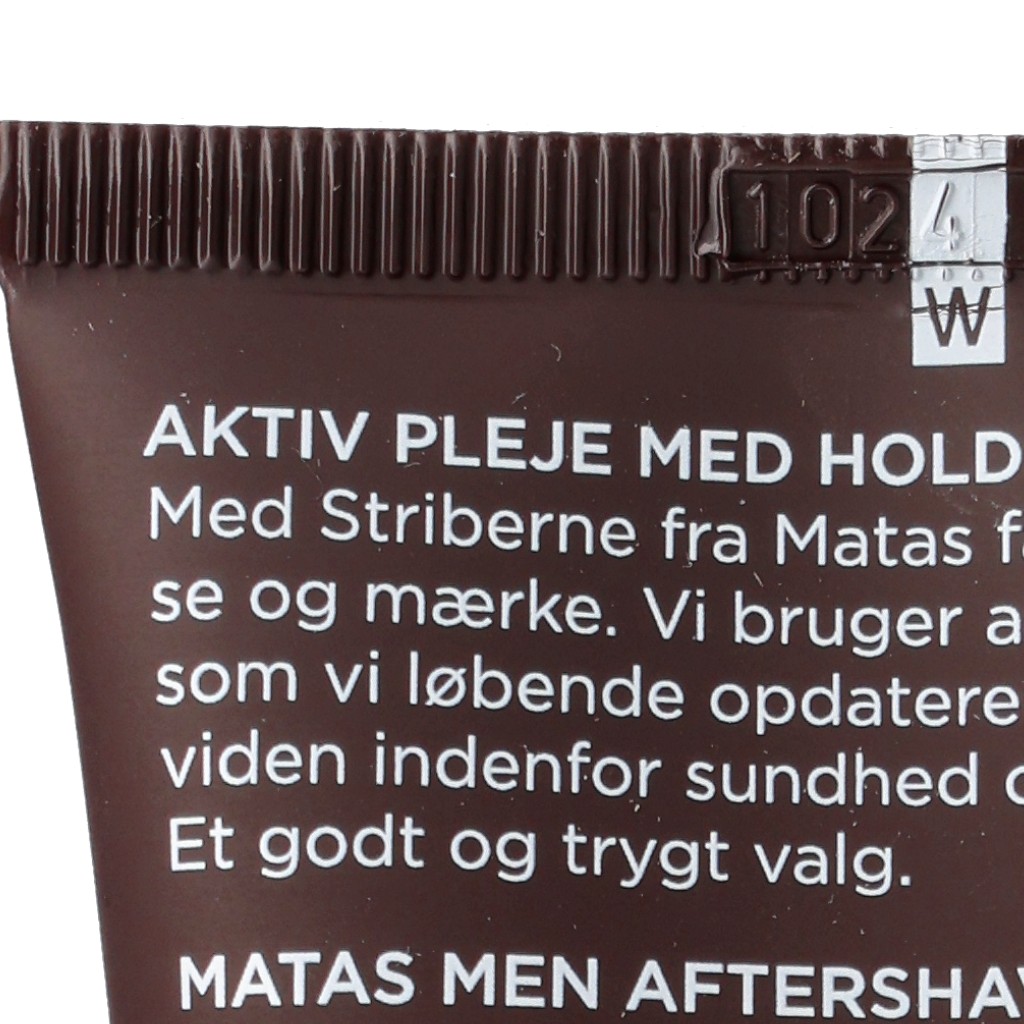 1024
W
AKTIV PLEJE MED HOLD
Med Striberne fra Matas f
se og mærke. Vi bruger a
som vi løbende opdatere
viden indenfor sundhed
Et godt og trygt valg.
MATAS MEN AFTERSHAV